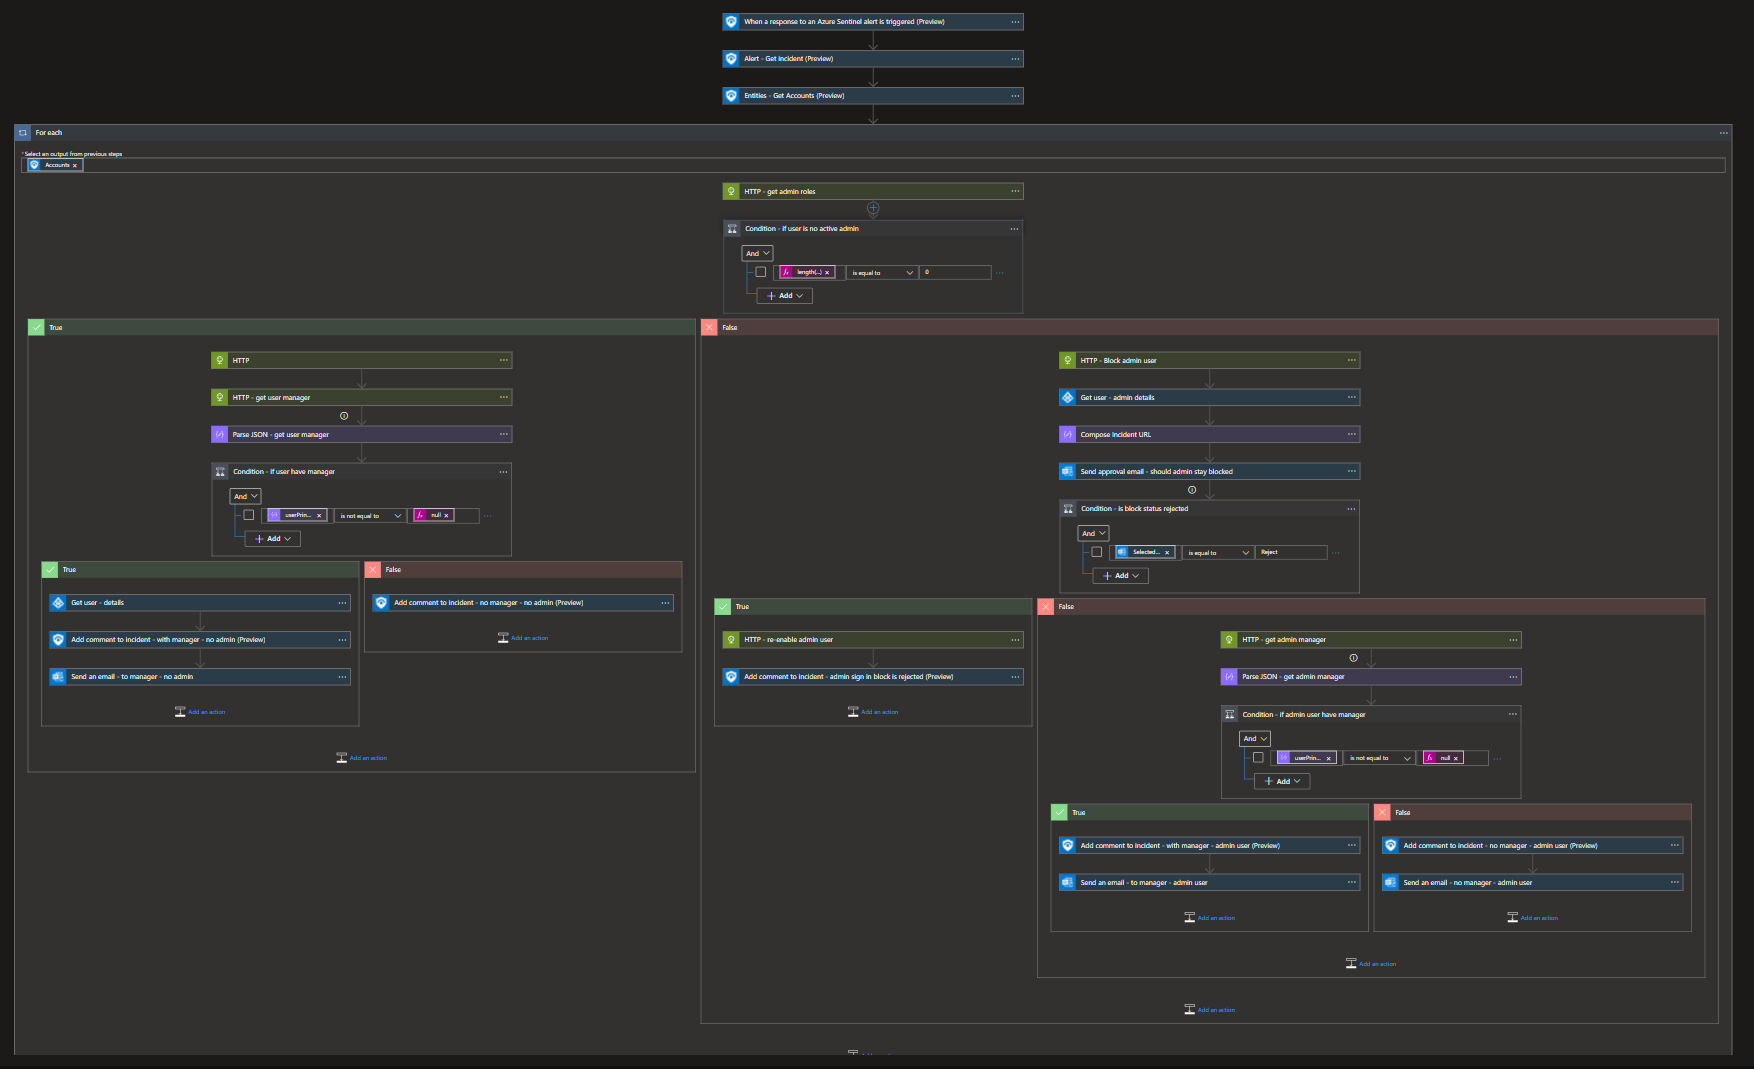 When a response to an Azure Sentinel alert is triggered (Preview)
Alert - Get Incident (Preview)
Entities - Get Accounts (Preview)
For each
*Select an output from previous steps
Accounts
HTTP - get admin roles
Condition - if user is no active admin
And
length(...) is equal to 0
Add
True
HTTP
HTTP - get user manager
Parse JSON - get user manager
Condition - if user have manager
And
userPrin... is not equal to null
Add
True
Get user - details
Add comment to incident - with manager - no admin (Preview)
Send an email - to manager - no admin
Add an action
False
Add comment to incident - no manager - no admin (Preview)
Add an action
Add an action
False
HTTP - Block admin user
Get user - admin details
Compose Incident URL
Send approval email - should admin stay blocked
Condition - is block status rejected
And
Selected... is equal to Reject
Add
True
HTTP - re-enable admin user
Add comment to incident - admin sign in block is rejected (Preview)
Add an action
False
HTTP - get admin manager
Parse JSON - get admin manager
Condition - if admin user have manager
And
userPrin... is not equal to null
Add
True
Add comment to incident - with manager - admin user (Preview)
Send an email - to manager - admin user
Add an action
False
Add comment to incident - no manager - admin user (Preview)
Send an email - no manager - admin user
Add an action
Add an action
Add an action